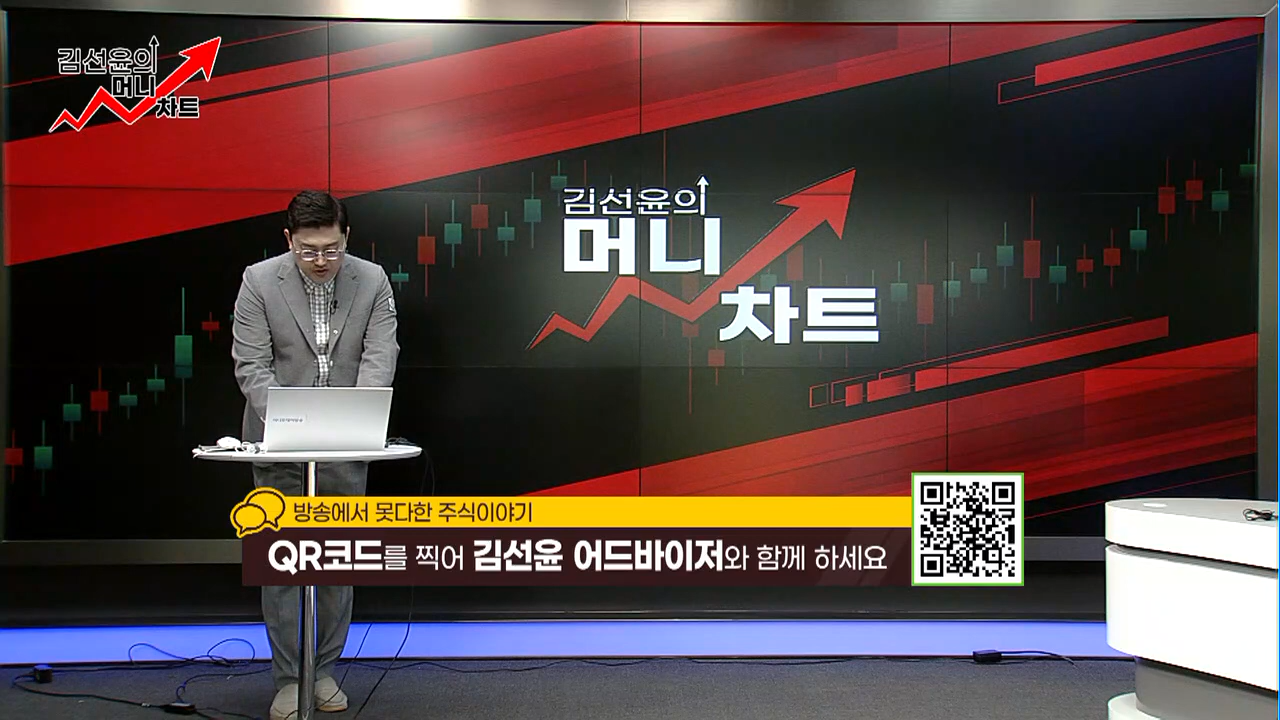 김선윤의
머니
차트
김선윤의
머니
차트
방송에서 못다한 주식이야기
QR코드를 찍어 김선윤 어드바이저와 함께 하세요